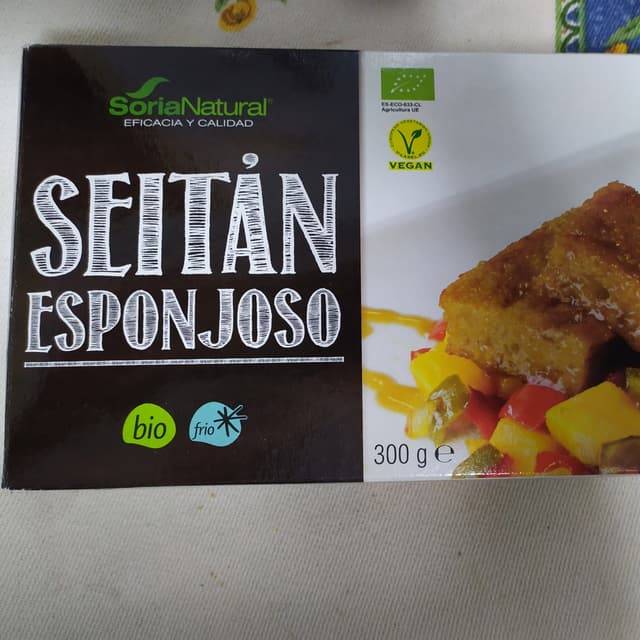 SoriaNatural®
EFICACIA Y CALIDAD
SEITÁN
ESPONJOSO
bio
frío
ES-ECO-033-CL
Agricultura UE
V
VEGAN
300 g ℮